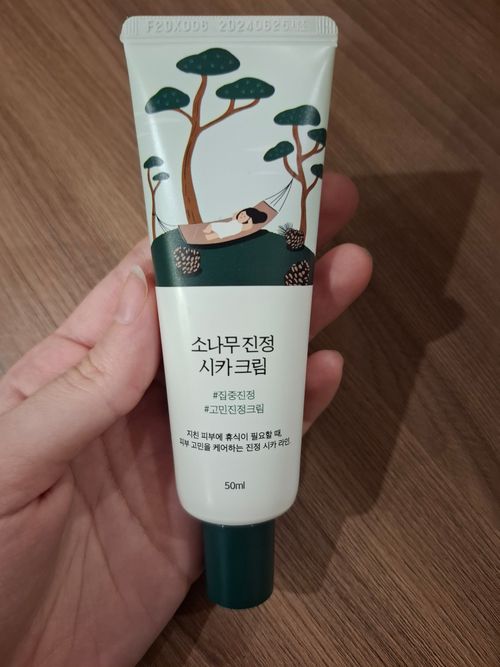 F20X006 20240625
소나무 진정
시카 크림
#집중진정
#고민진정크림
지친 피부에 휴식이 필요할 때,
피부 고민을 케어하는 진정 시카 라인.
50ml